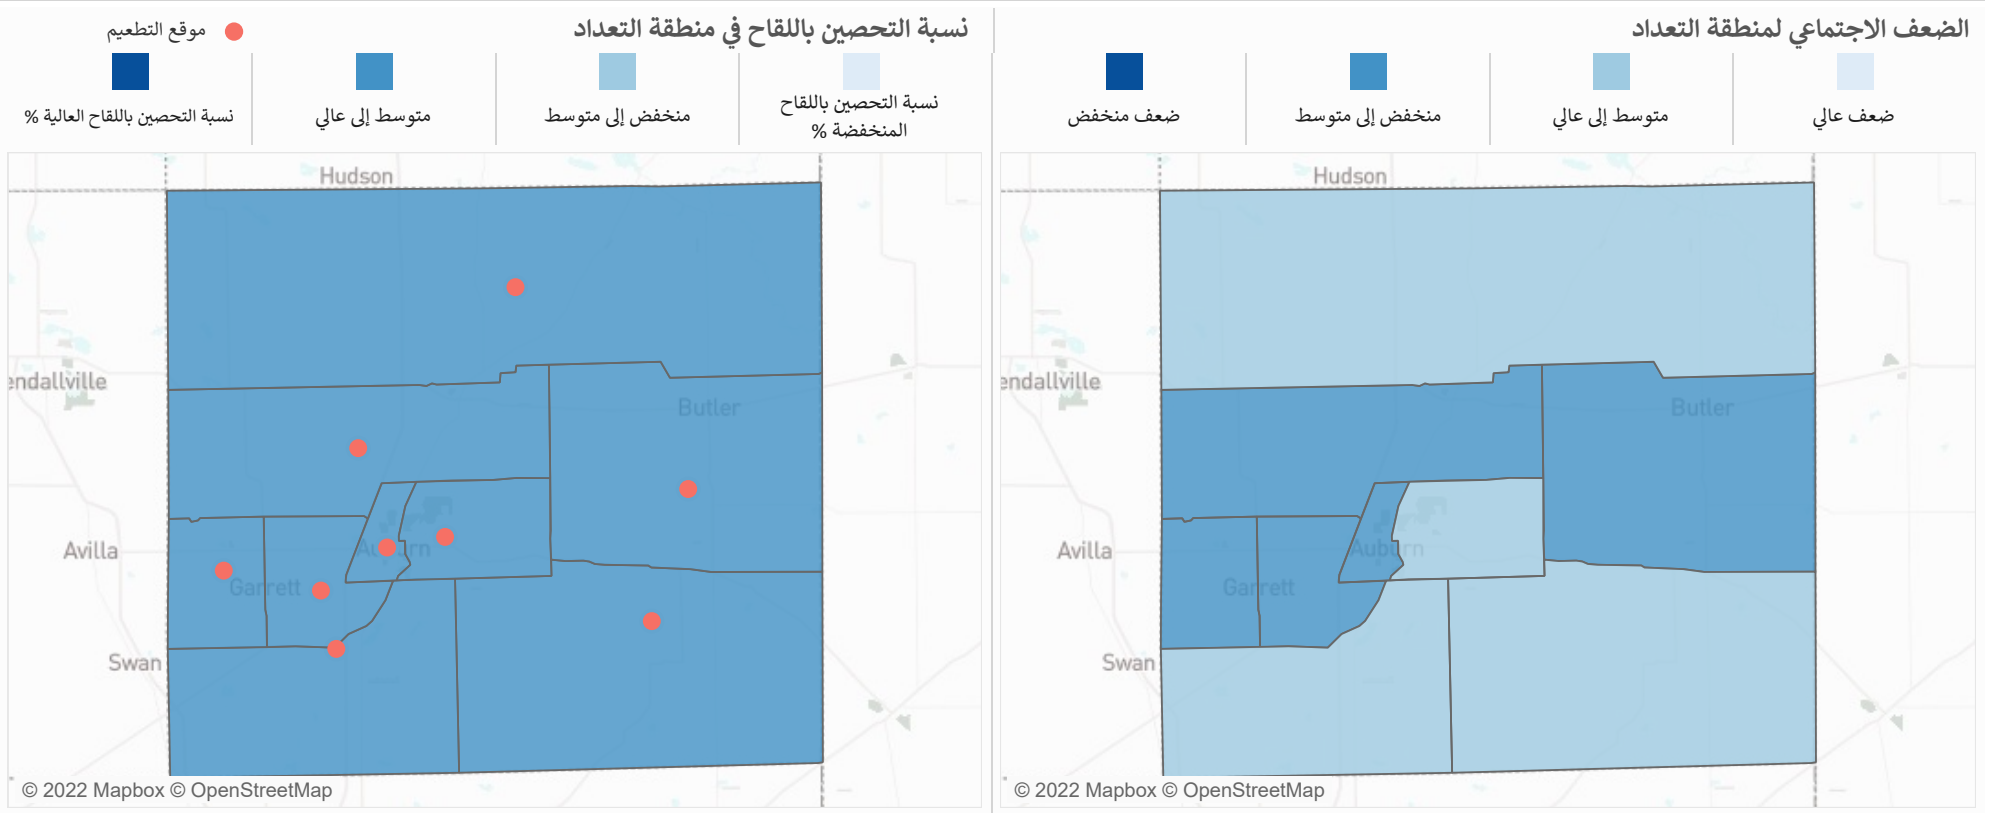 الضعف الاجتماعي لمنطقة التعداد
ضعف عالي
متوسط إلى عالي
منخفض إلى متوسط
ضعف منخفض
Hudson
endallville
Butler
Avilla
Auburn
Garrett
Swan
© 2022 Mapbox © OpenStreetMap
نسبة التحصين باللقاح في منطقة التعداد
موقع التطعيم
نسبة التحصين باللقاح
المنخفضة %
منخفض إلى متوسط
متوسط إلى عالي
نسبة التحصين باللقاح العالية %
Hudson
endallville
Butler
Avilla
Auburn
Garrett
Swan
© 2022 Mapbox © OpenStreetMap